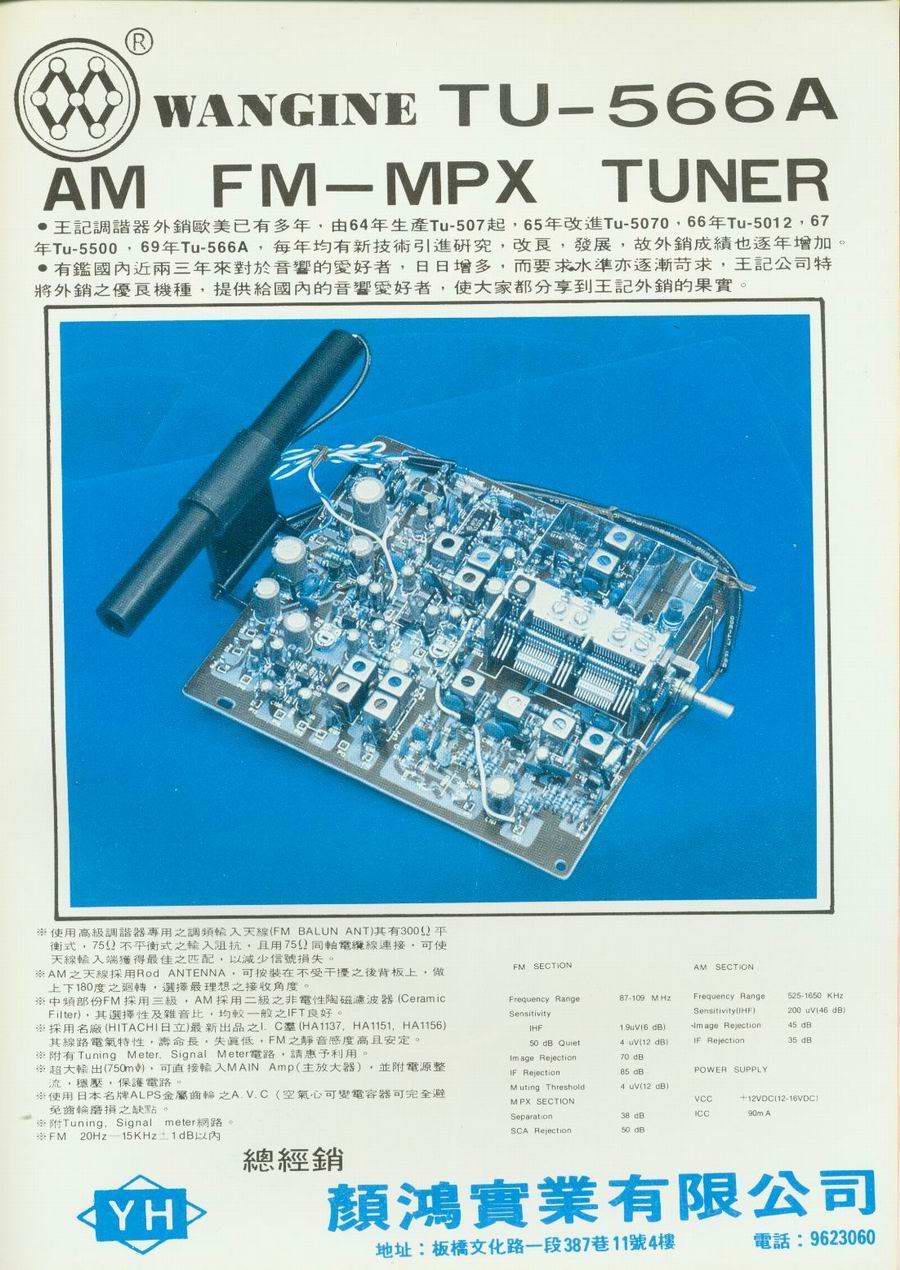 ®
WANGINE TU-566A
AM FM-MPX TUNER
●王記調諧器外銷歐美已有多年，由64年生產Tu-507起，65年改進Tu-5070，66年Tu-5012，67
年Tu-5500，69年Tu-566A，每年均有新技術引進研究，改良，發展，故外銷成績也逐年增加。
●有鑑國內近兩三年來對於音響的愛好者，日日增多，而要求水準亦逐漸苛求，王記公司特
將外銷之優良機種，提供給國內的音響愛好者，使大家都分享到王記外銷的果實。
WANGINE TU-566A
※使用高級調諧器專用之調頻輸入天線(FM BALUN ANT)其有300Ω平
衡式，75Ω不平衡式之輸入阻抗，且用75Ω同軸電纜線連接，可使
天線輸入端獲得最佳之匹配，以減少信號損失。
※AM之天線採用Rod ANTENNA，可按裝在不受干擾之後背板上，做
上下180度之廻轉，選擇最理想之接收角度。
※中頻部份FM採用三級，AM採用二級之非電性陶磁濾波器(Ceramic
Filter)，其選擇性及雜音比，均較一般之IFT良好。
※採用名廠(HITACHI日立)最新出品之I. C羣(HA1137, HA1151, HA1156)
其線路電氣特性，壽命長，失眞低，FM之靜音感度高且安定。
※附有Tuning Meter. Signal Meter電路，請惠予利用。
※超大輸出(750mV)，可直接輸入MAIN Amp(主放大器)，並附電源整
流，穩壓，保護電路。
※使用日本名牌ALPS金屬齒輪之A.V.C (空氣心可變電容器可完全避
免齒輪磨損之缺點。
※附Tuning, Signal meter網路。
※FM 20Hz—15KHz±1dB以內
FM SECTION
Frequency Range 87-109 MHz
Sensitivity
IHF 1.9uV(6 dB)
50 dB Quiet 4 uV(12 dB)
Image Rejection 70 dB
IF Rejection 85 dB
Muting Threshold 4 uV(12 dB)
MPX SECTION
Separation 38 dB
SCA Rejection 50 dB
AM SECTION
Frequency Range 525-1650 KHz
Sensitivity(IHF) 200 uV(46 dB)
Image Rejection 45 dB
IF Rejection 35 dB
POWER SUPPLY
VCC +12VDC(12-16VDC)
ICC 90mA
總經銷
YH
顏鴻實業有限公司
地址：板橋文化路一段387巷11號4樓 電話：9623060